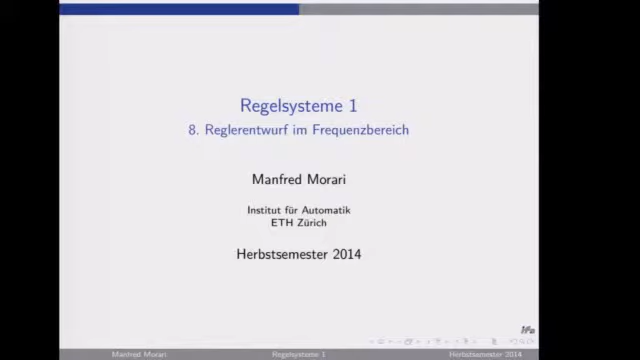 Regelsysteme 1
8. Reglerentwurf im Frequenzbereich
Manfred Morari
Institut für Automatik
ETH Zürich
Herbstsemester 2014
ifa
Manfred Morari Regelsysteme 1 Herbstsemester 2014